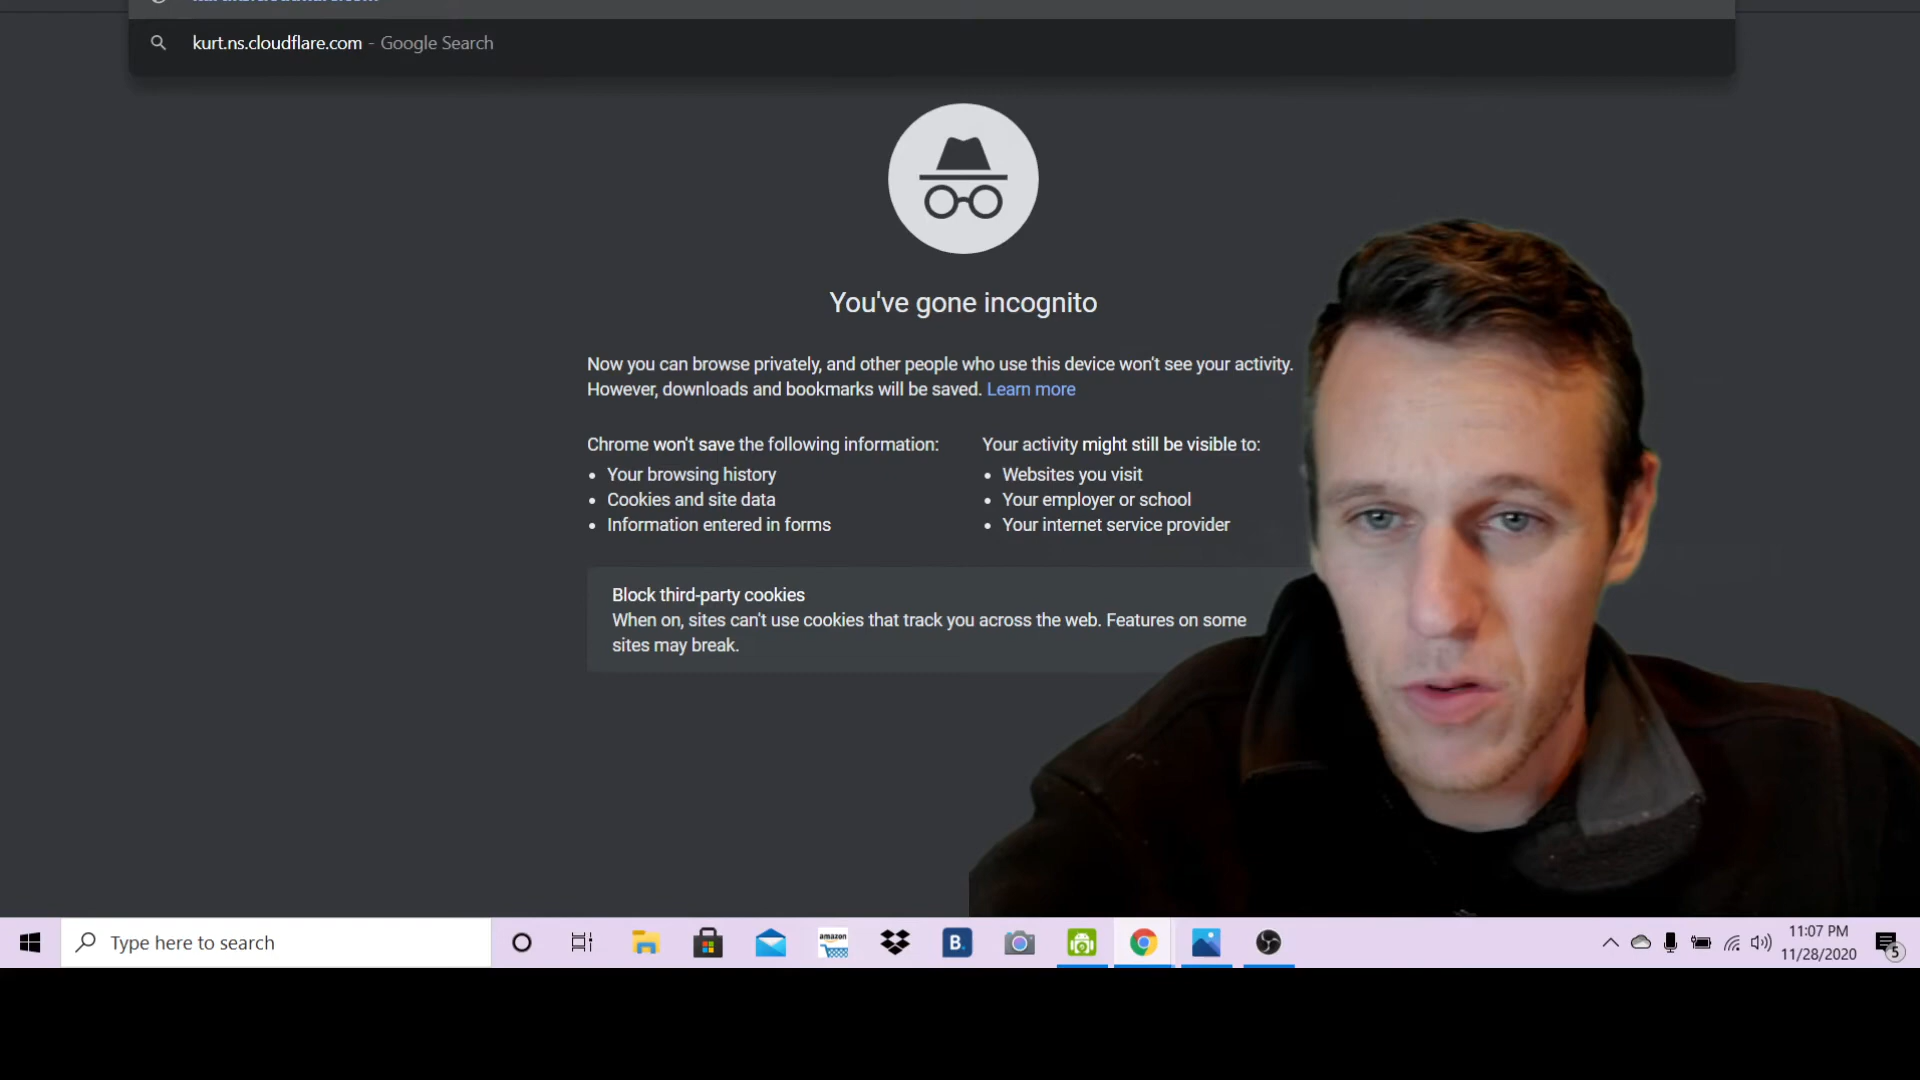 kurt.ns.cloudflare.com - Google Search
You've gone incognito
Now you can browse privately, and other people who use this device won't see your activity.
However, downloads and bookmarks will be saved. Learn more
Chrome won't save the following information:
Your browsing history
Cookies and site data
Information entered in forms
Your activity might still be visible to:
Websites you visit
Your employer or school
Your internet service provider
Block third-party cookies
When on, sites can't use cookies that track you across the web. Features on some
sites may break.
Type here to search
amazon
B.
11:07 PM
11/28/2020
5